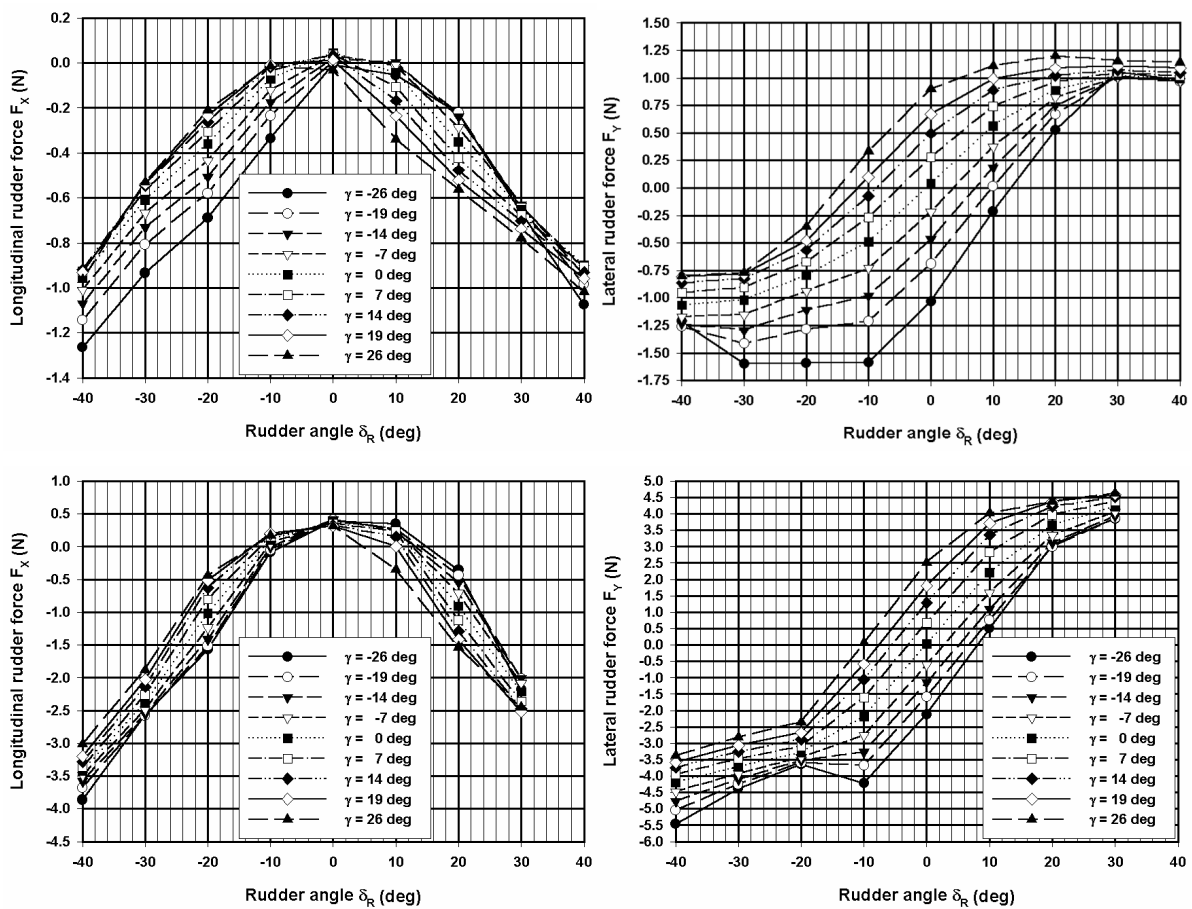 Longitudinal rudder force F_X (N)
0.2
0.0
-0.2
-0.4
-0.6
-0.8
-1.0
-1.2
-1.4
γ = -26 deg
γ = -19 deg
γ = -14 deg
γ = -7 deg
γ = 0 deg
γ = 7 deg
γ = 14 deg
γ = 19 deg
γ = 26 deg
-40 -30 -20 -10 0 10 20 30 40
Rudder angle δ_R (deg)
Lateral rudder force F_Y (N)
1.50
1.25
1.00
0.75
0.50
0.25
0.00
-0.25
-0.50
-0.75
-1.00
-1.25
-1.50
-1.75
-40 -30 -20 -10 0 10 20 30 40
Rudder angle δ_R (deg)
Longitudinal rudder force F_X (N)
1.0
0.5
0.0
-0.5
-1.0
-1.5
-2.0
-2.5
-3.0
-3.5
-4.0
-4.5
γ = -26 deg
γ = -19 deg
γ = -14 deg
γ = -7 deg
γ = 0 deg
γ = 7 deg
γ = 14 deg
γ = 19 deg
γ = 26 deg
-40 -30 -20 -10 0 10 20 30 40
Rudder angle δ_R (deg)
Lateral rudder force F_Y (N)
5.0
4.5
4.0
3.5
3.0
2.5
2.0
1.5
1.0
0.5
0.0
-0.5
-1.0
-1.5
-2.0
-2.5
-3.0
-3.5
-4.0
-4.5
-5.0
-5.5
-6.0
γ = -26 deg
γ = -19 deg
γ = -14 deg
γ = -7 deg
γ = 0 deg
γ = 7 deg
γ = 14 deg
γ = 19 deg
γ = 26 deg
-40 -30 -20 -10 0 10 20 30 40
Rudder angle δ_R (deg)